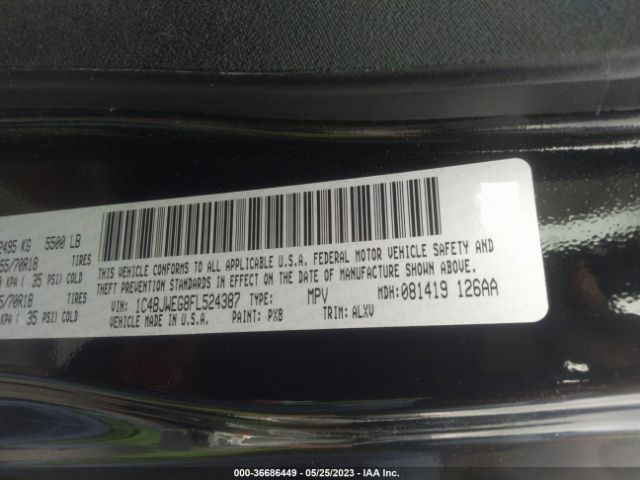 2495 KG 5500 LB
55/70R18 TIRES
KPA ( 35 PSI) COLD
5/70R18 TIRES
KPA ( 35 PSI) COLD
THIS VEHICLE CONFORMS TO ALL APPLICABLE U.S.A. FEDERAL MOTOR VEHICLE SAFETY AND
THEFT PREVENTION STANDARDS IN EFFECT ON THE DATE OF MANUFACTURE SHOWN ABOVE.
VIN: 1C4BJWEG8FL524387 TYPE: MPV MDH: 081419 126AA
VEHICLE MADE IN U.S.A. PAINT: PX8 TRIM: ALXV
000-36686449 - 05/25/2023 - IAA Inc.